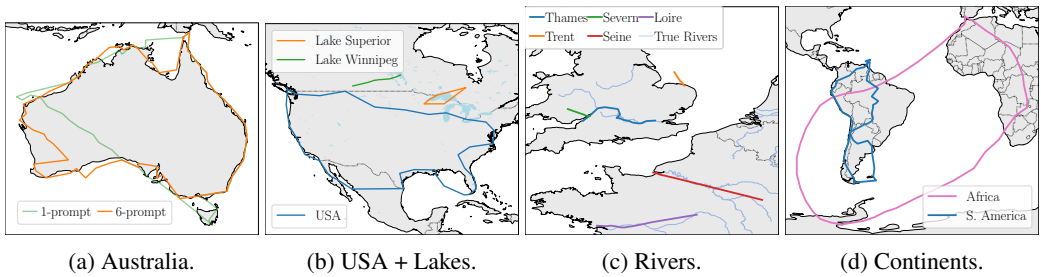 1-prompt 6-prompt
(a) Australia.
Lake Superior
Lake Winnipeg
USA
(b) USA + Lakes.
Thames Severn Loire
Trent Seine True Rivers
(c) Rivers.
Africa
S. America
(d) Continents.